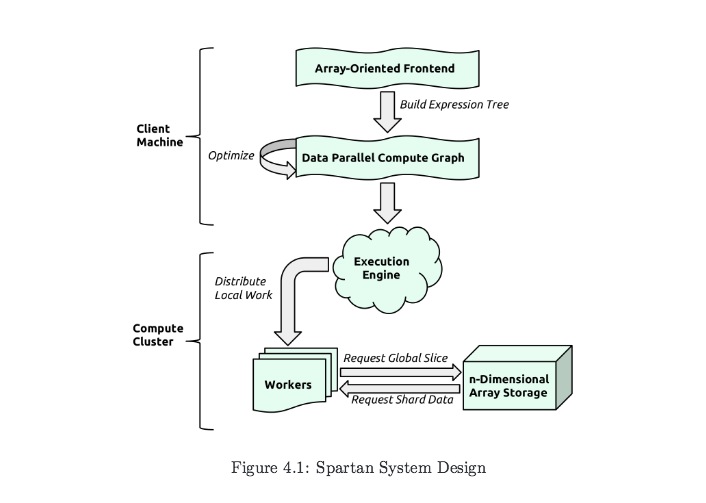 Array-Oriented Frontend
Build Expression Tree
Client
Machine
Optimize
Data Parallel Compute Graph
Execution
Engine
Distribute
Local Work
Compute
Cluster
Request Global Slice
Workers
n-Dimensional
Array Storage
Request Shard Data
Figure 4.1: Spartan System Design